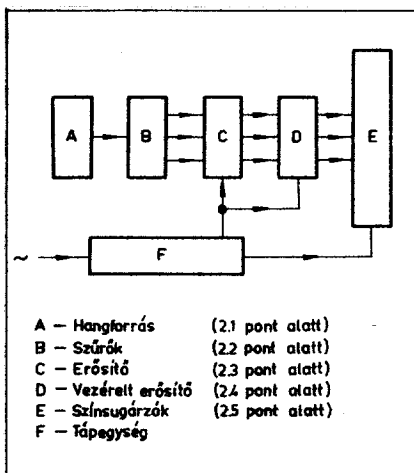 A
B
C
D
E
F
~
A – Hangforrás (2.1 pont alatt)
B – Szűrők (2.2 pont alatt)
C – Erősítő (2.3 pont alatt)
D – Vezérelt erősítő (2.4 pont alatt)
E – Színsugárzók (2.5 pont alatt)
F – Tápegység